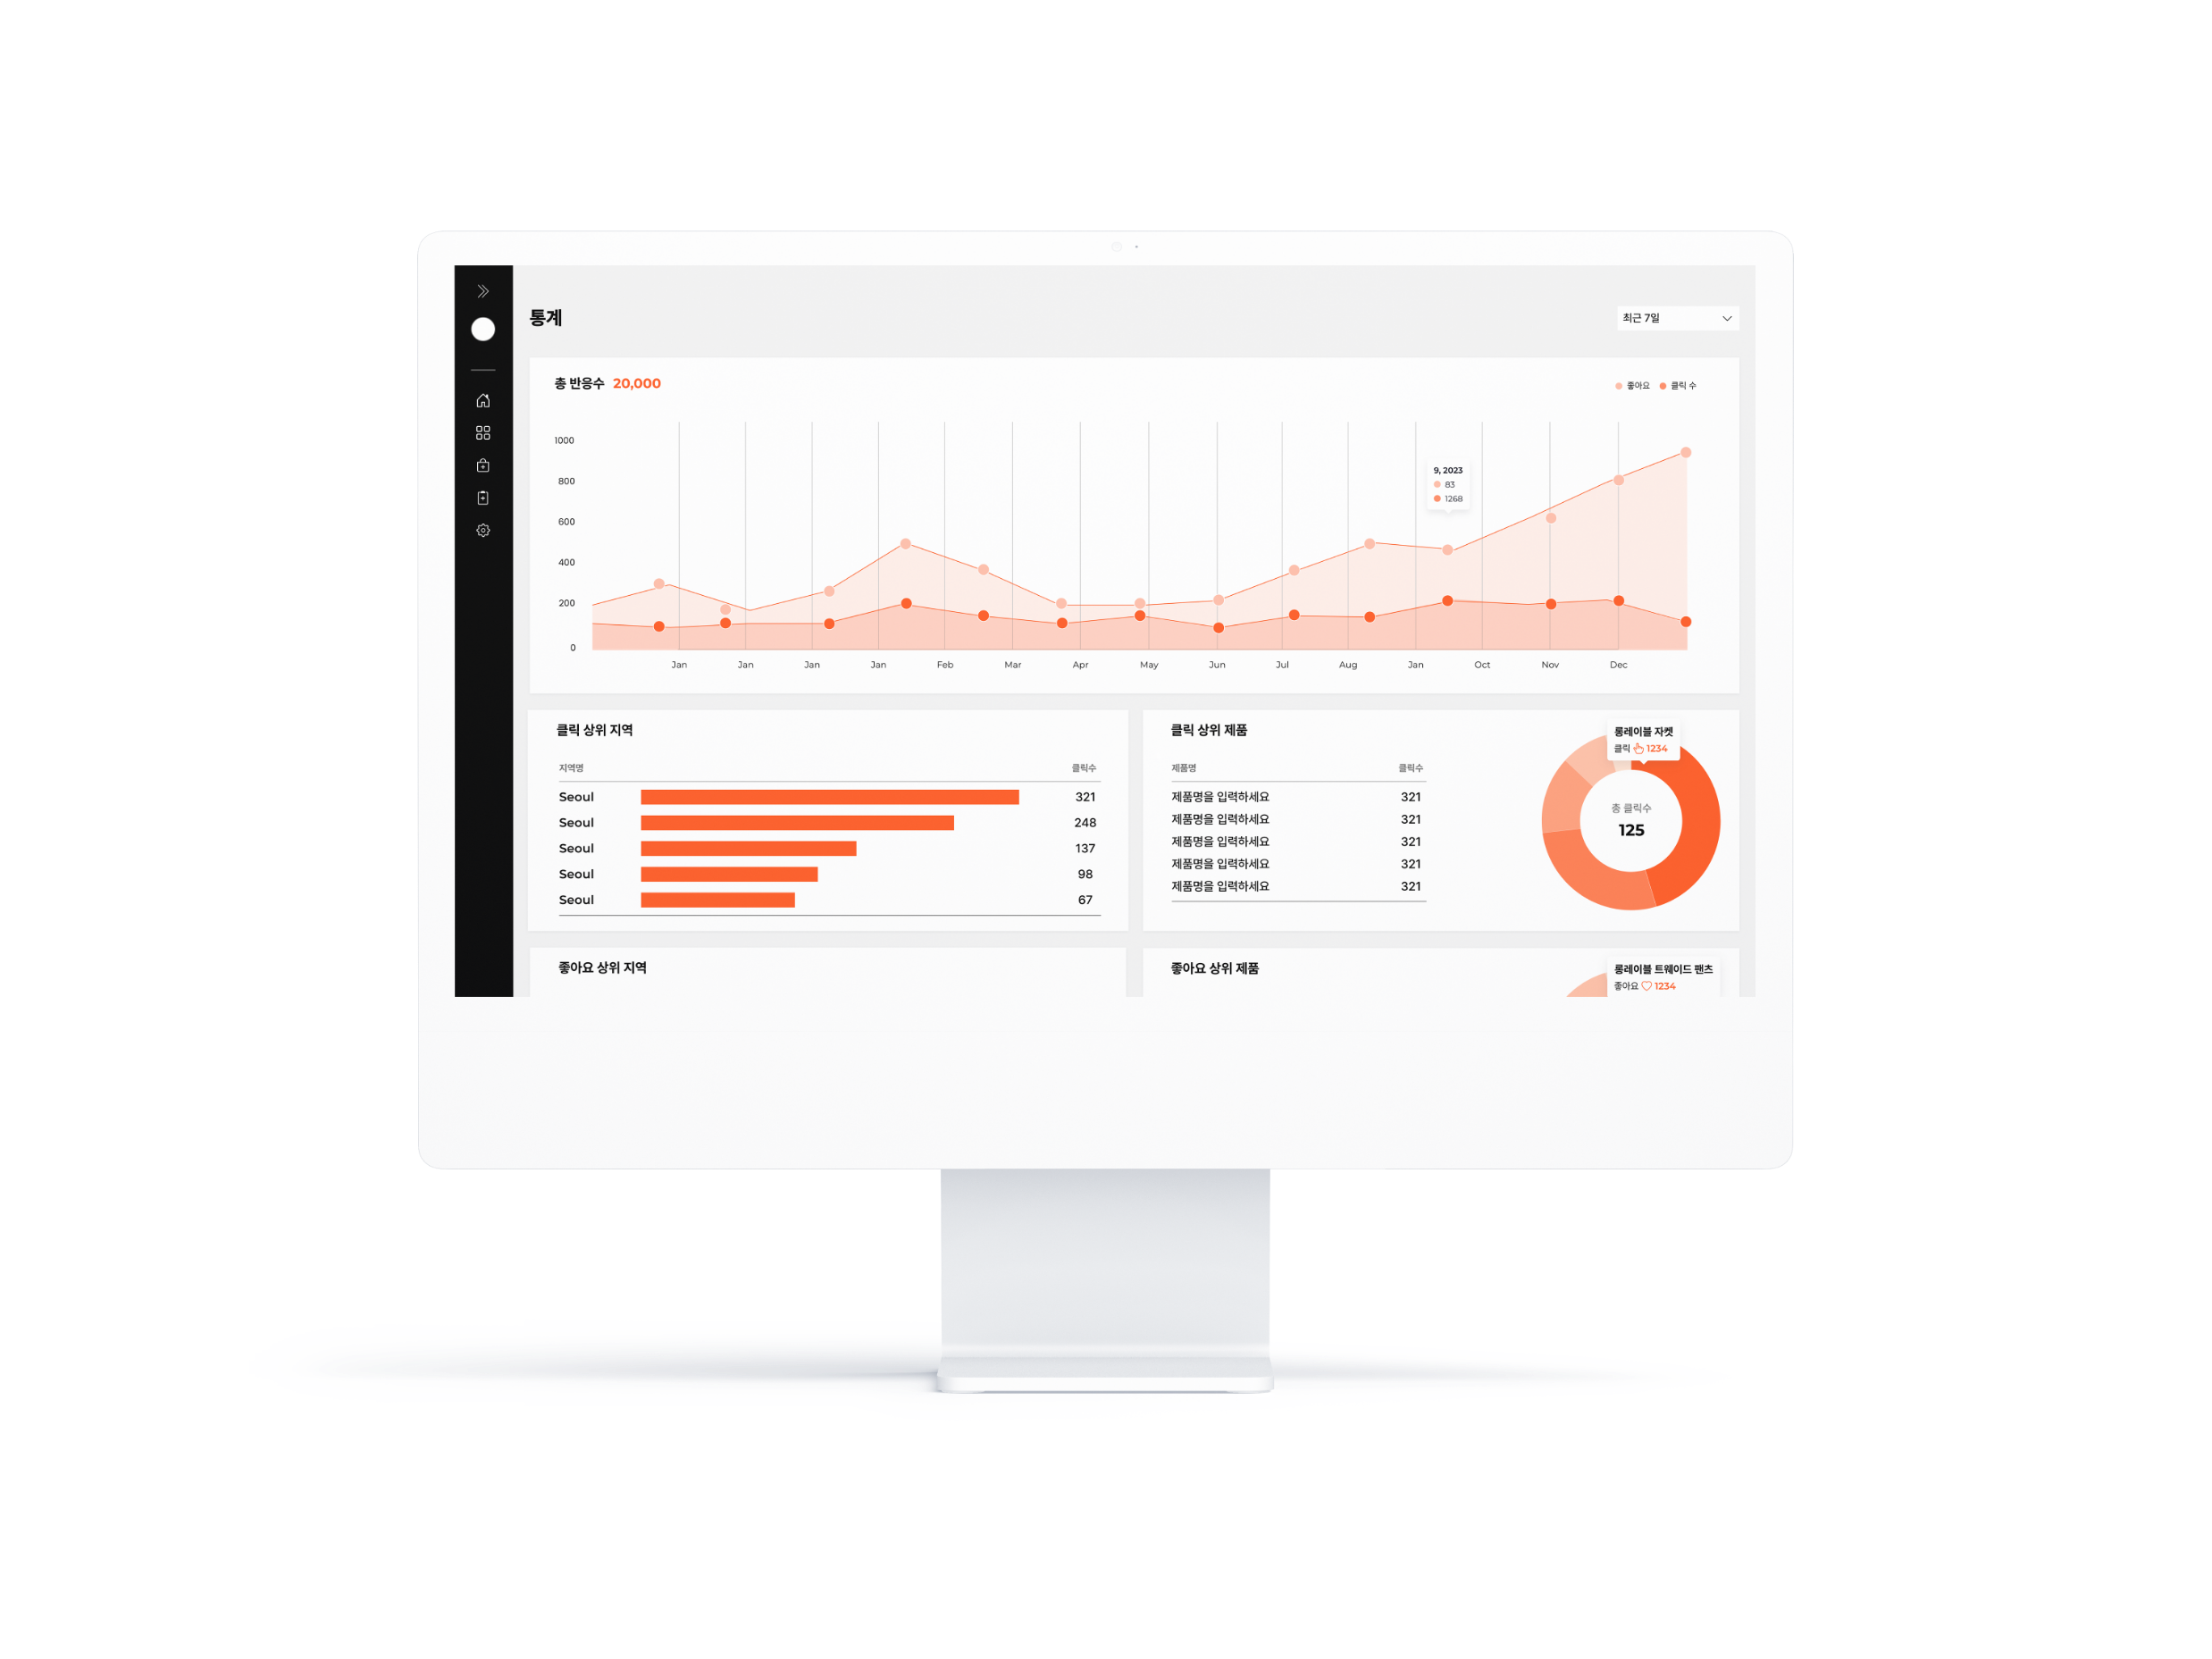 통계
최근 7일
총 반응수 20,000
좋아요 클릭 수
1000
800
600
400
200
0
9, 2023
83
1268
Jan Jan Jan Jan Feb Mar Apr May Jun Jul Aug Jan Oct Nov Dec
클릭 상위 지역
지역명 클릭수
Seoul 321
Seoul 248
Seoul 137
Seoul 98
Seoul 67
클릭 상위 제품
제품명 클릭수
제품명을 입력하세요 321
제품명을 입력하세요 321
제품명을 입력하세요 321
제품명을 입력하세요 321
제품명을 입력하세요 321
롱레이블 자켓
클릭 1234
총 클릭수
125
좋아요 상위 지역
좋아요 상위 제품
롱레이블 트웨이드 팬츠
좋아요 1234